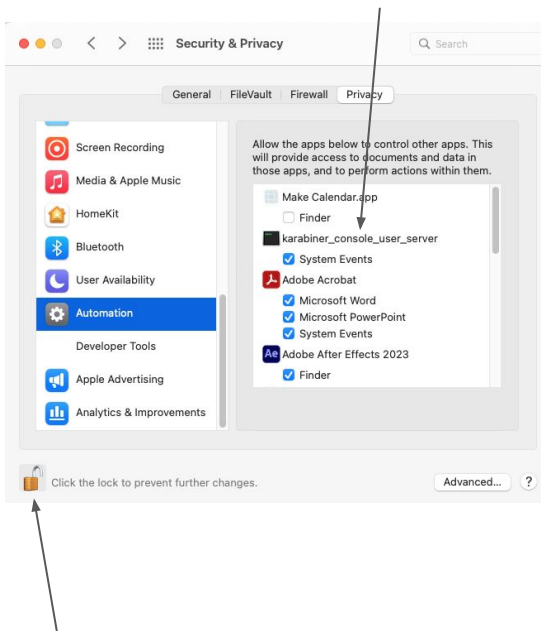 Security & Privacy
Search
General FileVault Firewall Privacy
Screen Recording
Media & Apple Music
HomeKit
Bluetooth
User Availability
Automation
Developer Tools
Apple Advertising
Analytics & Improvements
Allow the apps below to control other apps. This
will provide access to documents and data in
those apps, and to perform actions within them.
Make Calendar.app
Finder
karabiner_console_user_server
System Events
Adobe Acrobat
Microsoft Word
Microsoft PowerPoint
System Events
Ae Adobe After Effects 2023
Finder
Click the lock to prevent further changes.
Advanced... ?